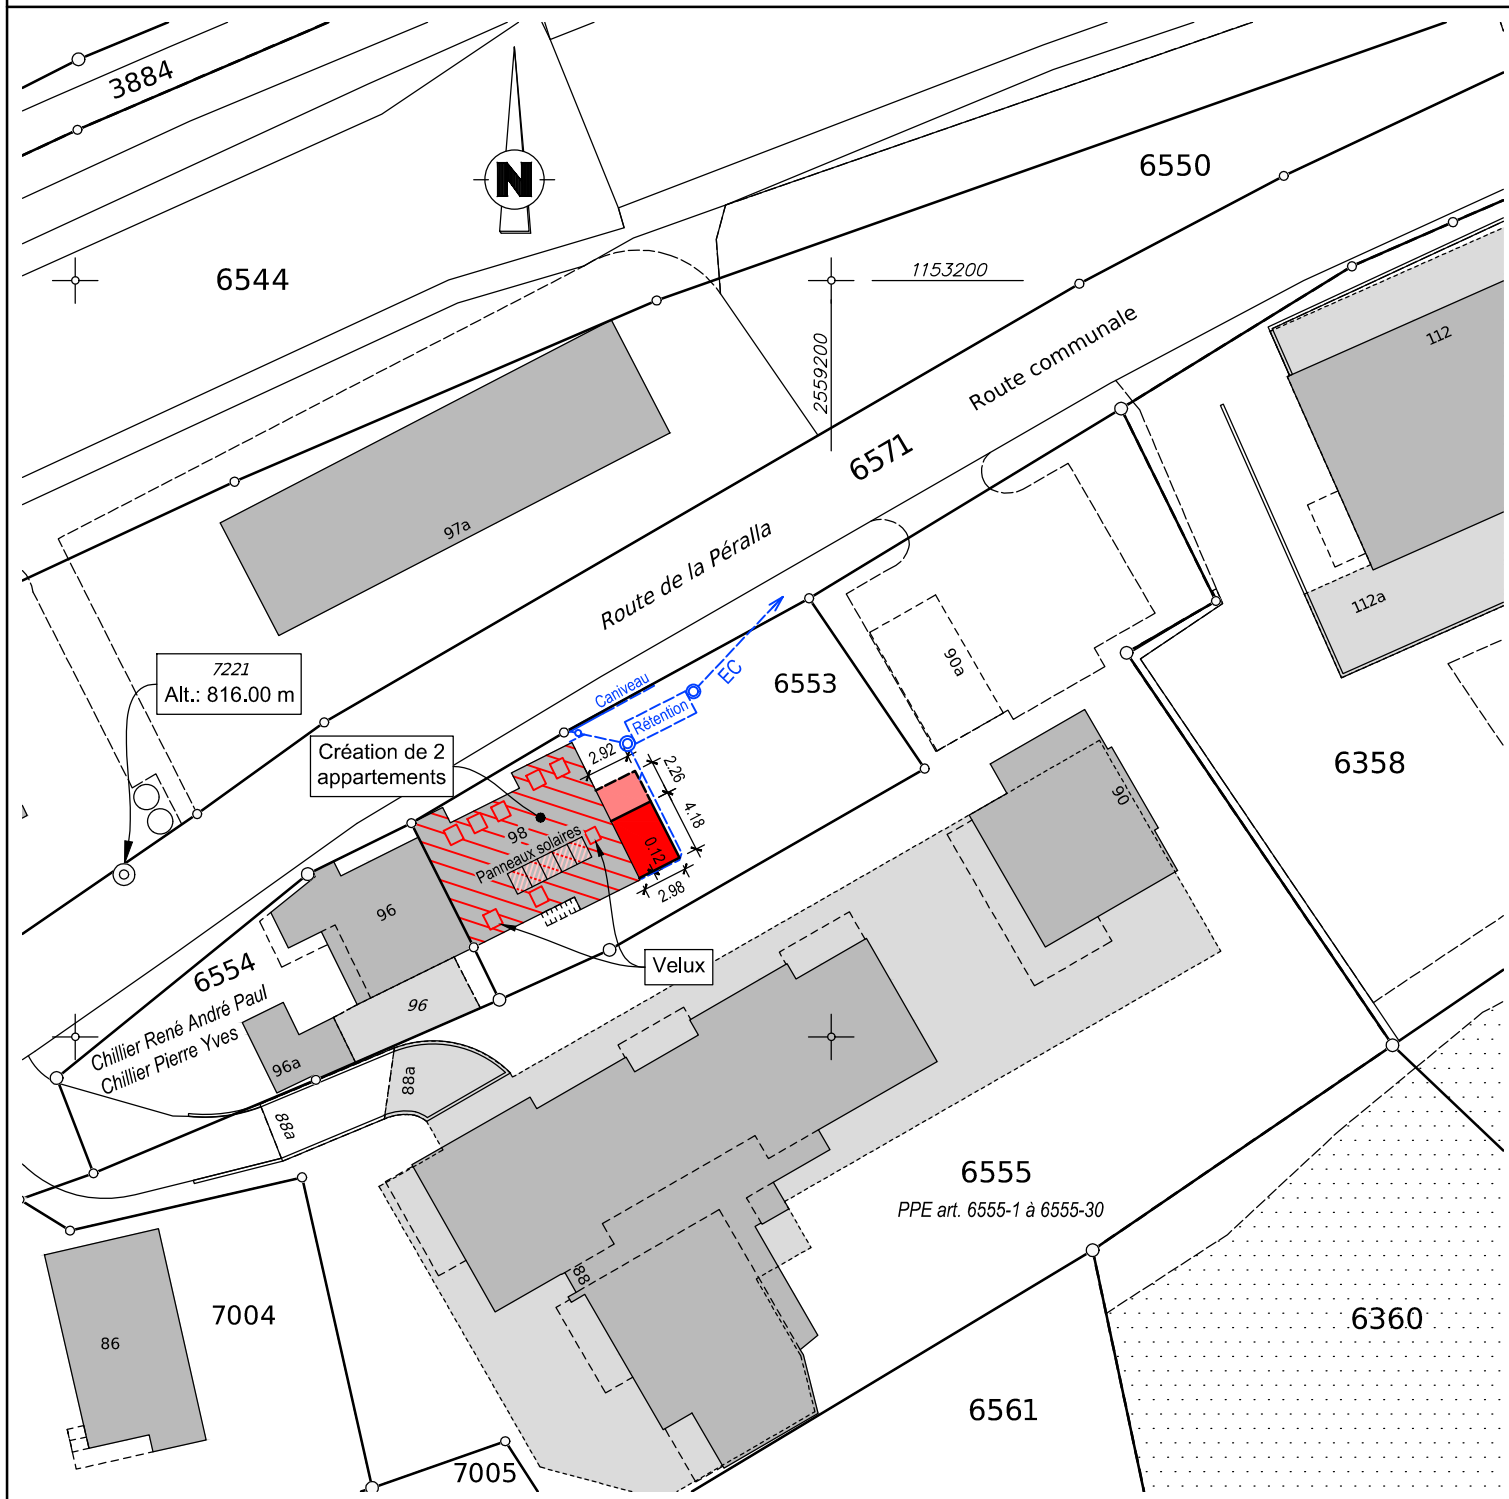 3884
N
6550
6544
1153200
2559200
112
Route communale
6571
97a
Route de la Péralla
112a
90a
7221
Alt.: 816.00 m
6553
EC
Caniveau
Rétention
Création de 2
appartements
2.92
2.26
4.18
6358
90
98
Panneaux solaires
0.12
2.98
96
Velux
6554
Chillier René André Paul
Chillier Pierre Yves
96
96a
88a
88a
6555
PPE art. 6555-1 à 6555-30
88
7004
86
6360
6561
7005